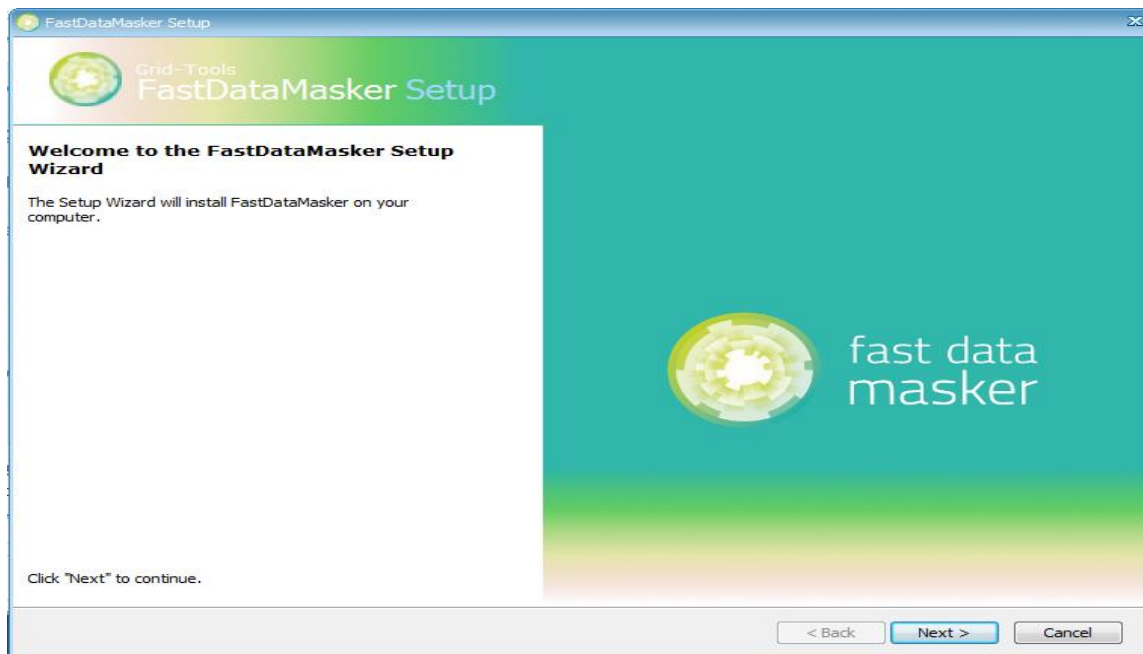 FastDataMasker Setup
Grid-Tools
FastDataMasker Setup
Welcome to the FastDataMasker Setup
Wizard
The Setup Wizard will install FastDataMasker on your
computer.
fast data
masker
Click "Next" to continue.
< Back Next > Cancel